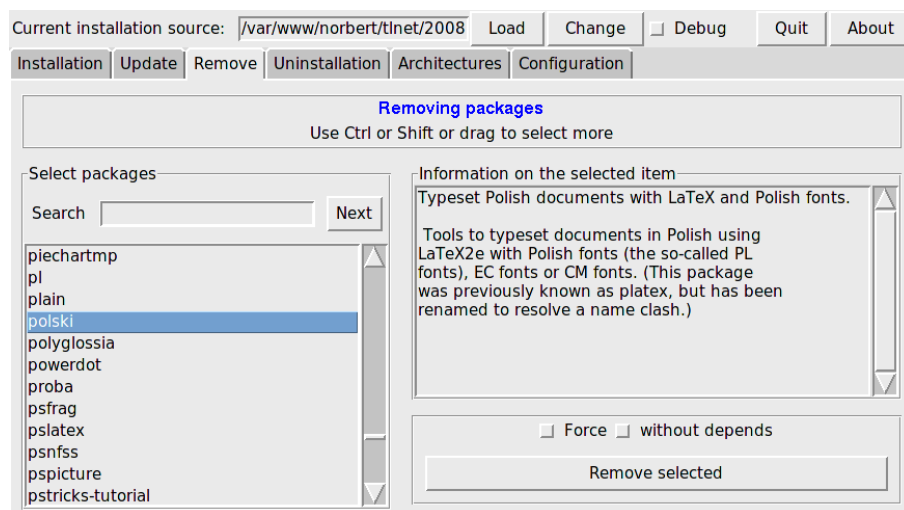 Current installation source: /var/www/norbert/tlnet/2008 Load Change Debug Quit About
Installation Update Remove Uninstallation Architectures Configuration
Removing packages
Use Ctrl or Shift or drag to select more
Select packages
Search Next
piechartmp
pl
plain
polski
polyglossia
powerdot
proba
psfrag
pslatex
psnfss
pspicture
pstricks-tutorial
Information on the selected item
Typeset Polish documents with LaTeX and Polish fonts.
Tools to typeset documents in Polish using
LaTeX2e with Polish fonts (the so-called PL
fonts), EC fonts or CM fonts. (This package
was previously known as platex, but has been
renamed to resolve a name clash.)
Force without depends
Remove selected